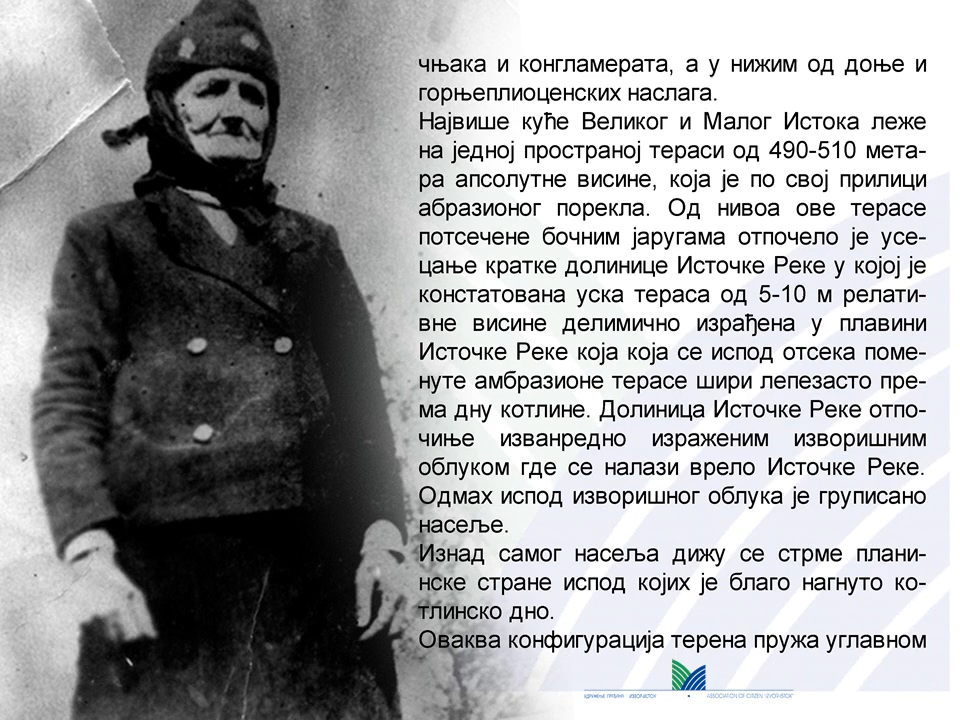 чњака и конгламерата, а у нижим од доње и
горњеплиоценских наслага.
Највише куће Великог и Малог Истока леже
на једној пространој тераси од 490-510 мета-
ра апсолутне висине, која је по свој прилици
абразионог порекла. Од нивоа ове терасе
потсечене бочним јаругама отпочело је усе-
цање кратке долинице Источке Реке у којој је
констатована уска тераса од 5-10 м релати-
вне висине делимично израђена у плавини
Источке Реке која која се испод отсека поме-
нуте амбразионе терасе шири лепезасто пре-
ма дну котлине. Долиница Источке Реке отпо-
чиње изванредно израженим изворишним
облуком где се налази врело Источке Реке.
Одмах испод изворишног облука је груписано
насеље.
Изнад самог насеља дижу се стрме плани-
нске стране испод којих је благо нагнуто ко-
тлинско дно.
Оваква конфигурација терена пружа углавном
ASSOCIATION OF CITIZEN